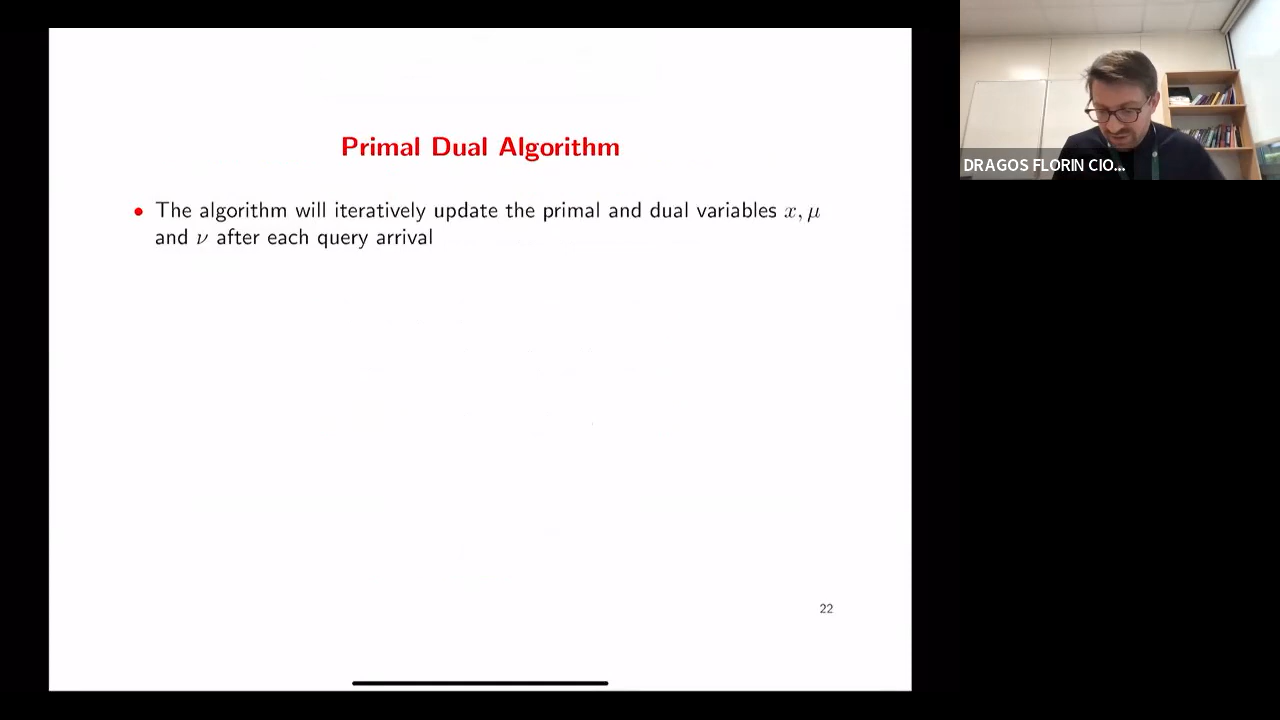 Primal Dual Algorithm
• The algorithm will iteratively update the primal and dual variables x, μ
and ν after each query arrival
22
DRAGOS FLORIN CIO...